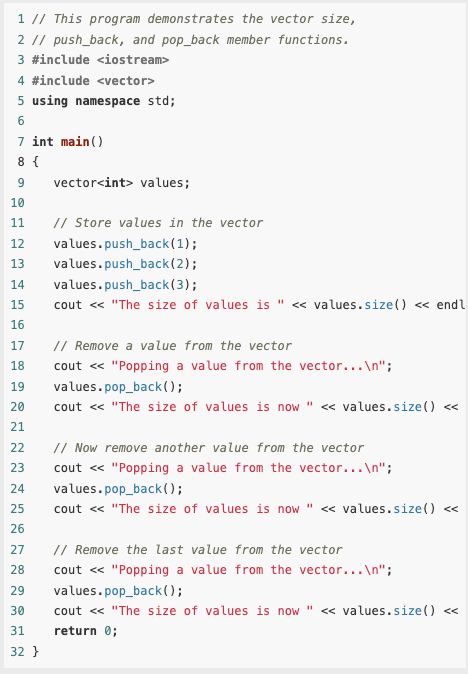 1 // This program demonstrates the vector size,
2 // push_back, and pop_back member functions.
3 #include <iostream>
4 #include <vector>
5 using namespace std;
6
7 int main()
8 {
9    vector<int> values;
10
11    // Store values in the vector
12    values.push_back(1);
13    values.push_back(2);
14    values.push_back(3);
15    cout << "The size of values is " << values.size() << endl
16
17    // Remove a value from the vector
18    cout << "Popping a value from the vector...\n";
19    values.pop_back();
20    cout << "The size of values is now " << values.size() <<
21
22    // Now remove another value from the vector
23    cout << "Popping a value from the vector...\n";
24    values.pop_back();
25    cout << "The size of values is now " << values.size() <<
26
27    // Remove the last value from the vector
28    cout << "Popping a value from the vector...\n";
29    values.pop_back();
30    cout << "The size of values is now " << values.size() <<
31    return 0;
32 }